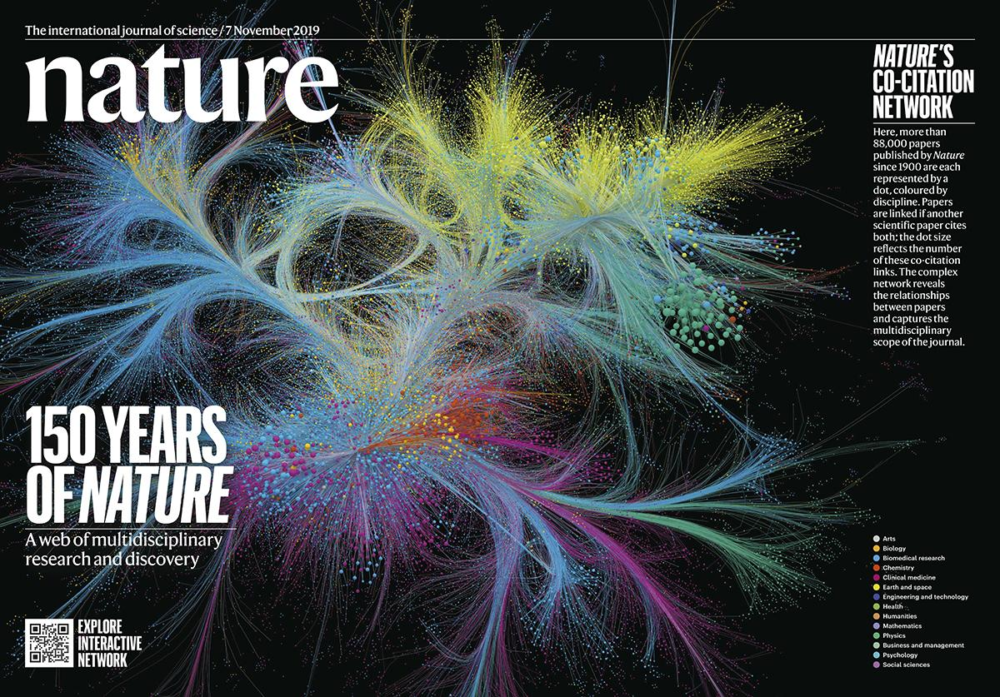 The international journal of science / 7 November 2019
nature
NATURE'S
CO-CITATION
NETWORK
Here, more than
88,000 papers
published by Nature
since 1900 are each
represented by a
dot, coloured by
discipline. Papers
are linked if another
scientific paper cites
both; the dot size
reflects the number
of these co-citation
links. The complex
network reveals
the relationships
between papers
and captures the
multidisciplinary
scope of the journal.
150 YEARS
OF NATURE
A web of multidisciplinary
research and discovery
EXPLORE
INTERACTIVE
NETWORK
Arts
Biology
Biomedical research
Chemistry
Clinical medicine
Earth and space
Engineering and technology
Health
Humanities
Mathematics
Physics
Business and management
Psychology
Social sciences